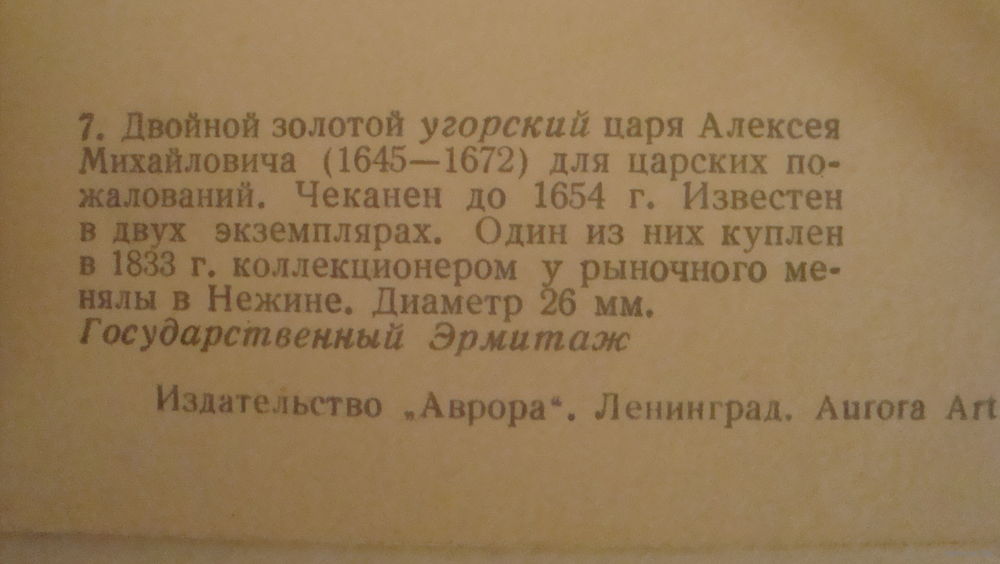 7. Двойной золотой угорский царя Алексея
Михайловича (1645—1672) для царских по-
жалований. Чеканен до 1654 г. Известен
в двух экземплярах. Один из них куплен
в 1833 г. коллекционером у рыночного ме-
нялы в Нежине. Диаметр 26 мм.
Государственный Эрмитаж
Издательство „Аврора“. Ленинград. Aurora Art